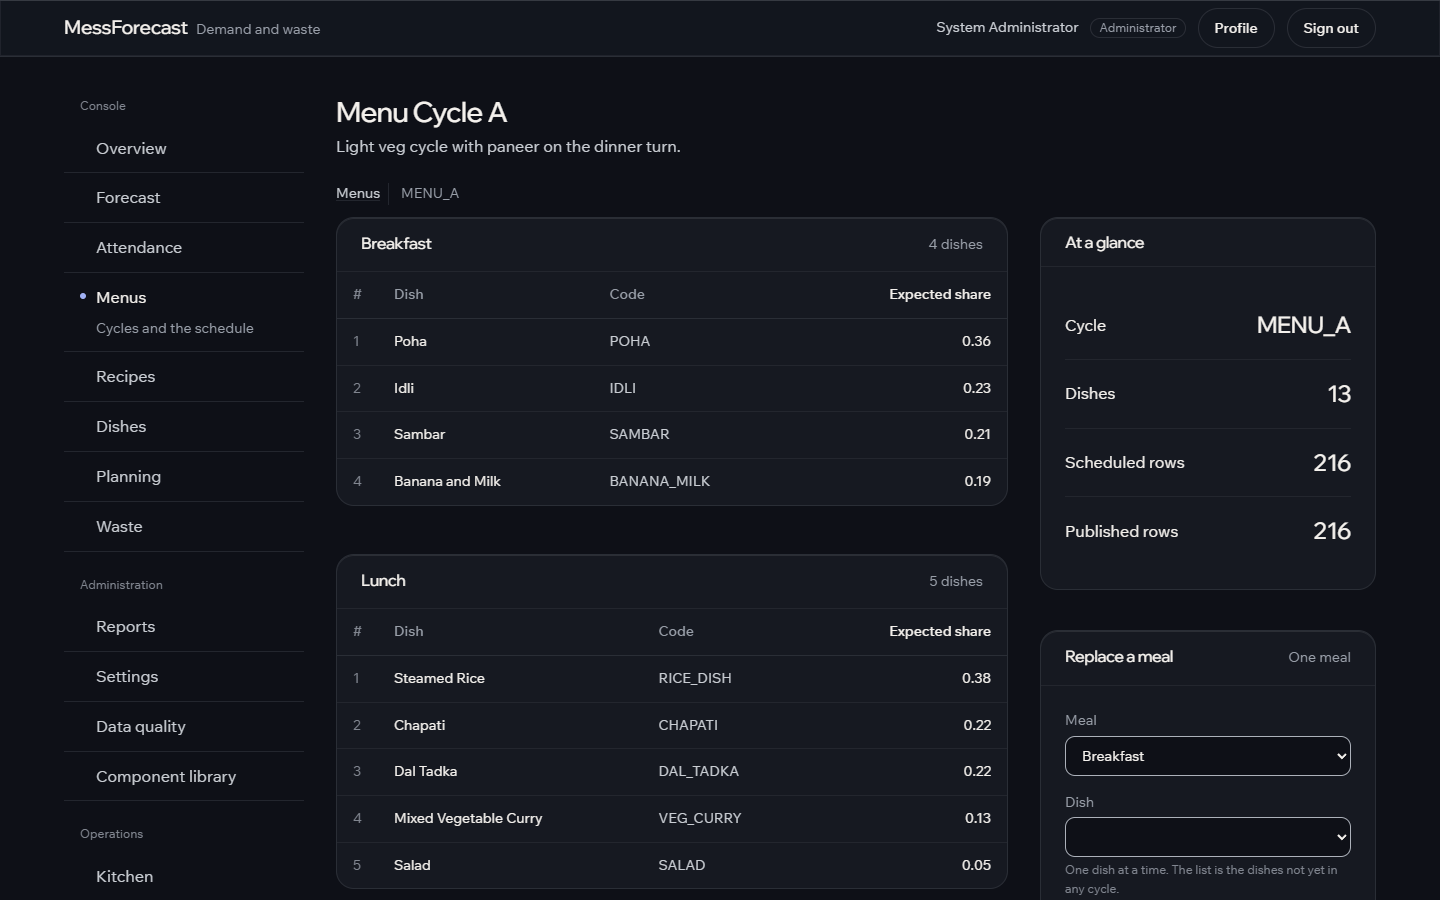 MessForecast Demand and waste
System Administrator Administrator Profile Sign out
Console
Overview
Forecast
Attendance
Menus
Cycles and the schedule
Recipes
Dishes
Planning
Waste
Administration
Reports
Settings
Data quality
Component library
Operations
Kitchen
Menu Cycle A
Light veg cycle with paneer on the dinner turn.
Menus MENU_A
Breakfast 4 dishes
# Dish Code Expected share
1 Poha POHA 0.36
2 Idli IDLI 0.23
3 Sambar SAMBAR 0.21
4 Banana and Milk BANANA_MILK 0.19
Lunch 5 dishes
# Dish Code Expected share
1 Steamed Rice RICE_DISH 0.38
2 Chapati CHAPATI 0.22
3 Dal Tadka DAL_TADKA 0.22
4 Mixed Vegetable Curry VEG_CURRY 0.13
5 Salad SALAD 0.05
At a glance
Cycle MENU_A
Dishes 13
Scheduled rows 216
Published rows 216
Replace a meal One meal
Meal
Breakfast
Dish
One dish at a time. The list is the dishes not yet in
any cycle.